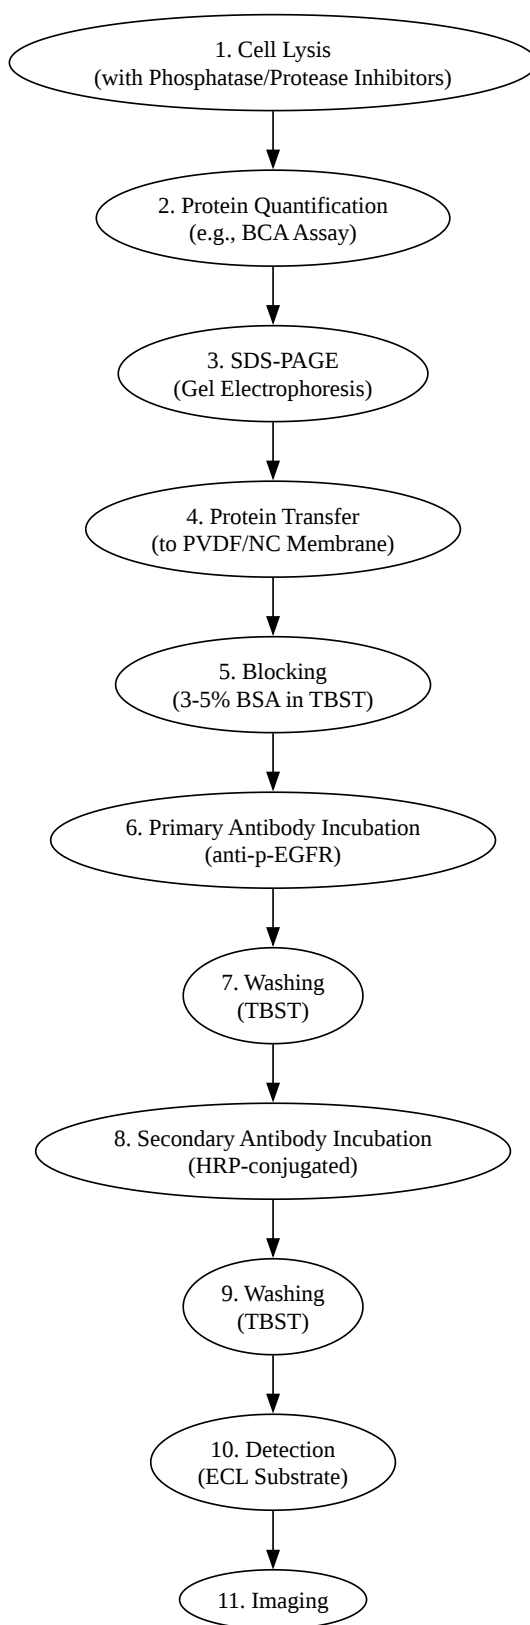 1. Cell Lysis
(with Phosphatase/Protease Inhibitors)
2. Protein Quantification
(e.g., BCA Assay)
3. SDS-PAGE
(Gel Electrophoresis)
4. Protein Transfer
(to PVDF/NC Membrane)
5. Blocking
(3-5% BSA in TBST)
6. Primary Antibody Incubation
(anti-p-EGFR)
7. Washing
(TBST)
8. Secondary Antibody Incubation
(HRP-conjugated)
9. Washing
(TBST)
10. Detection
(ECL Substrate)
11. Imaging